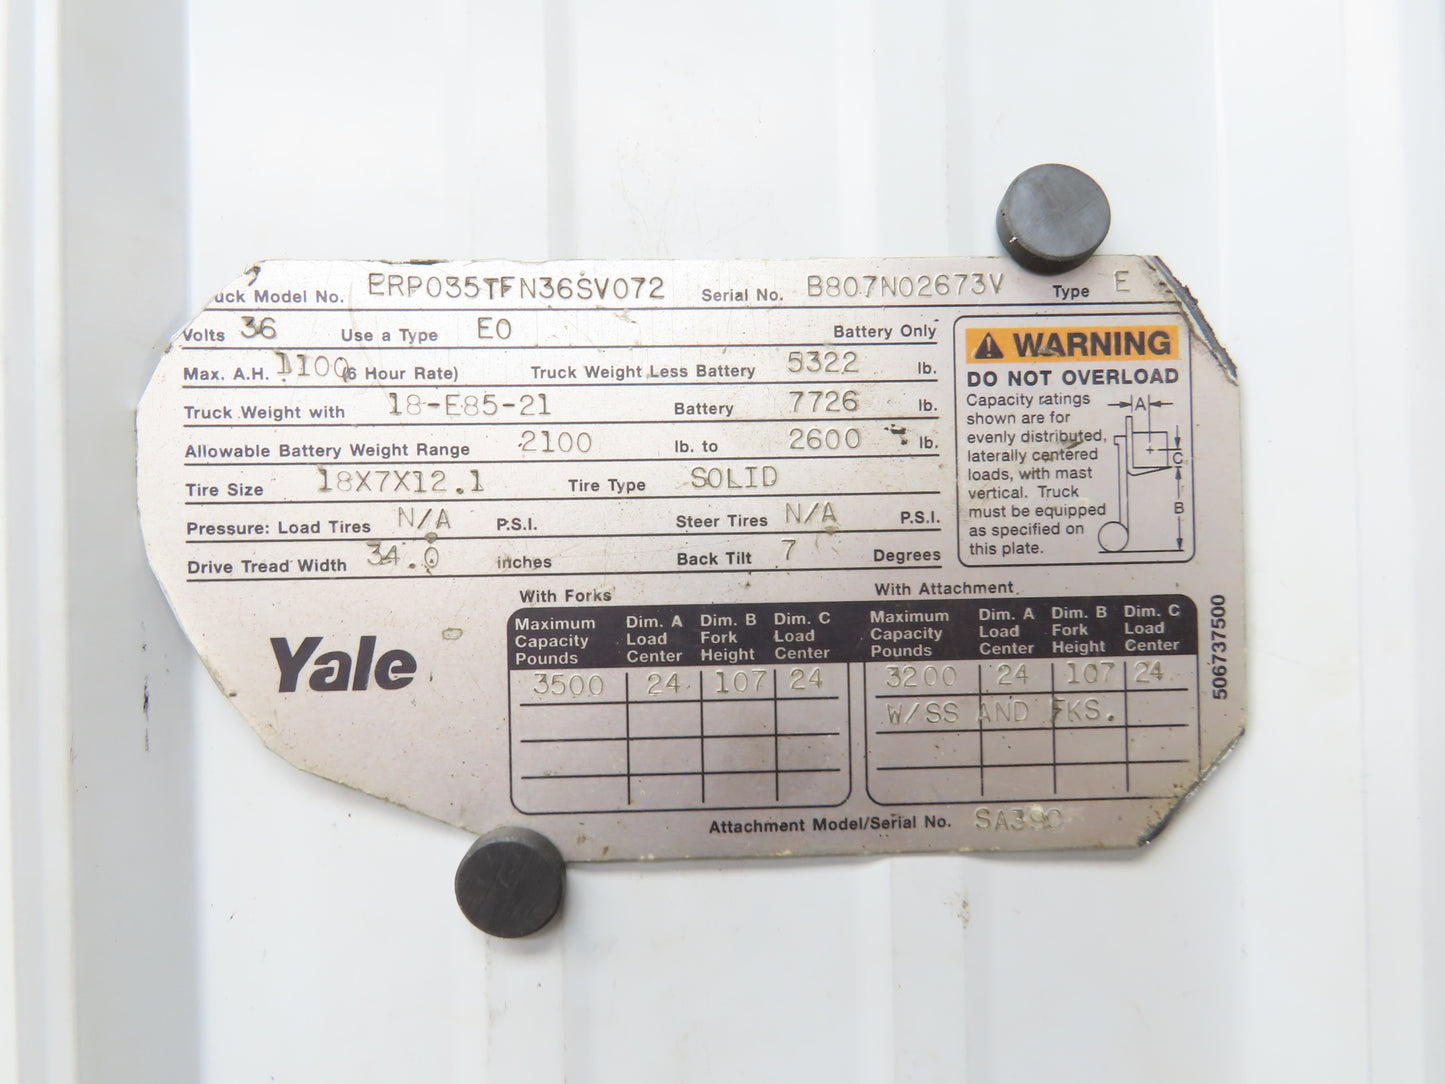 uck Model No. ERP035TFN36SV072 Serial No. B807N02673V Type E
Volts 36 Use a Type EO Battery Only
Max. A.H. 1100 (6 Hour Rate) Truck Weight Less Battery 5322 lb.
Truck Weight with 18-E85-21 Battery 7726 lb.
Allowable Battery Weight Range 2100 lb. to 2600 lb.
Tire Size 18X7X12.1 Tire Type SOLID
Pressure: Load Tires N/A P.S.I. Steer Tires N/A P.S.I.
Drive Tread Width 34.0 inches Back Tilt 7 Degrees
WARNING
DO NOT OVERLOAD
Capacity ratings
shown are for
evenly distributed,
laterally centered
loads, with mast
vertical. Truck
must be equipped
as specified on
this plate.
A
C
B
Yale
With Forks
Maximum Dim. A Dim. B Dim. C
Capacity Load Fork Load
Pounds Center Height Center
3500 24 107 24
With Attachment
Maximum Dim. A Dim. B Dim. C
Capacity Load Fork Load
Pounds Center Height Center
3200 24 107 24
W/SS AND FKS.
Attachment Model/Serial No. SA390
506737500